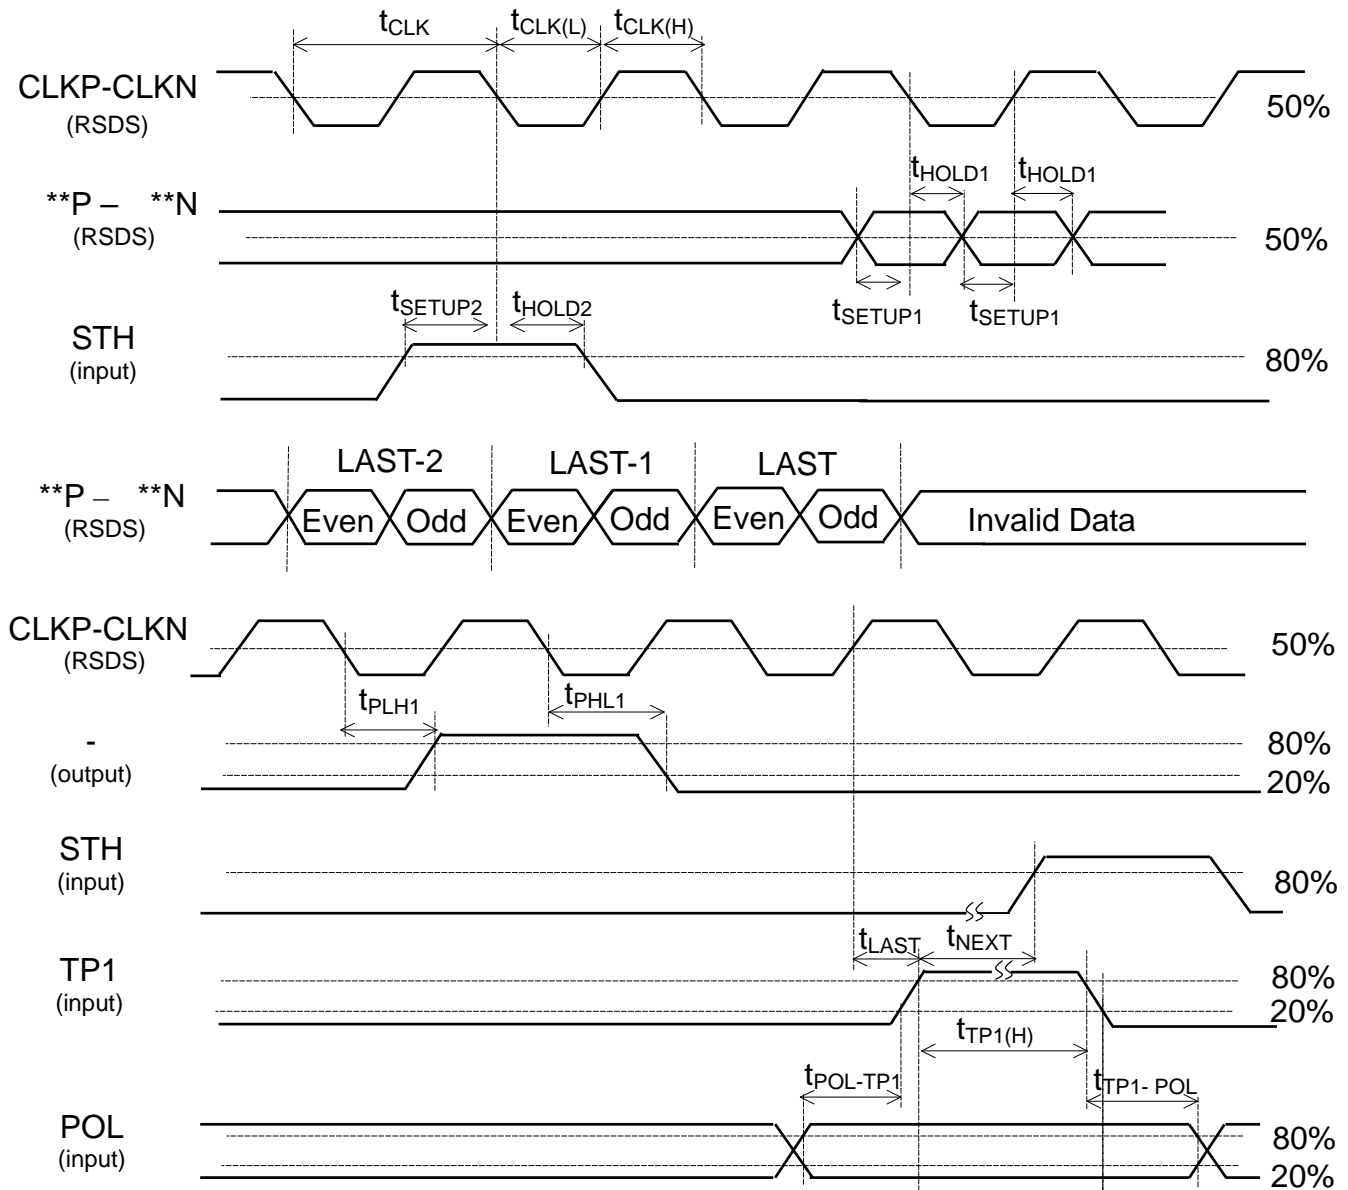 tCLK tCLK(L) tCLK(H)
CLKP-CLKN
(RSDS)
50%
tHOLD1 tHOLD1
**P – **N
(RSDS)
50%
tSETUP1 tSETUP1
tSETUP2 tHOLD2
STH
(input)
80%
LAST-2 LAST-1 LAST
**P – **N
(RSDS)
Even Odd Even Odd Even Odd Invalid Data
CLKP-CLKN
(RSDS)
50%
tPLH1 tPHL1
-
(output)
80%
20%
STH
(input)
80%
tLAST tNEXT
TP1
(input)
80%
20%
tTP1(H)
tPOL-TP1 tTP1- POL
POL
(input)
80%
20%